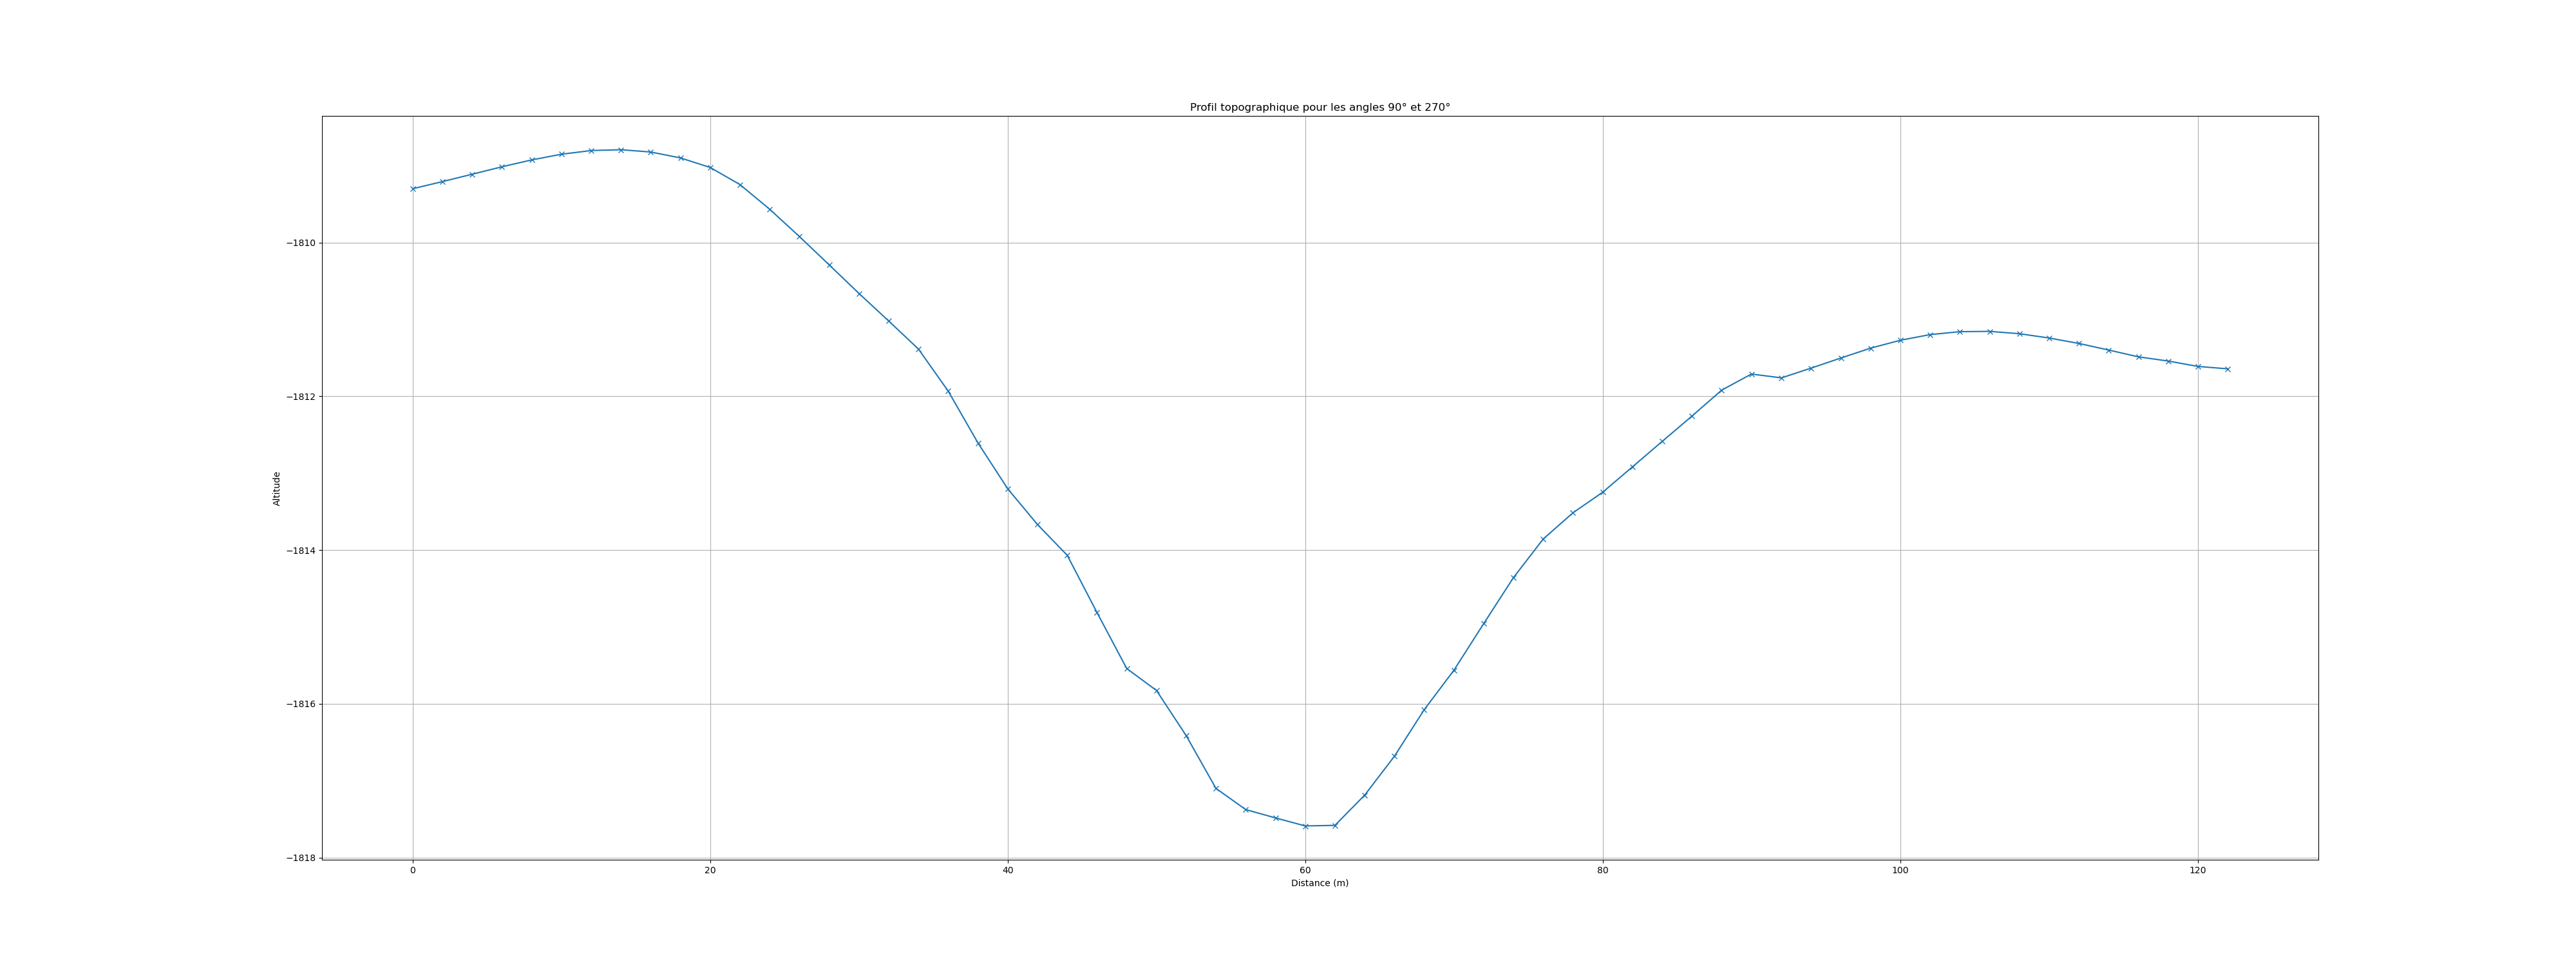 Profil topographique pour les angles 90° et 270°
Altitude
−1810
−1812
−1814
−1816
−1818
0 20 40 60 80 100 120
Distance (m)